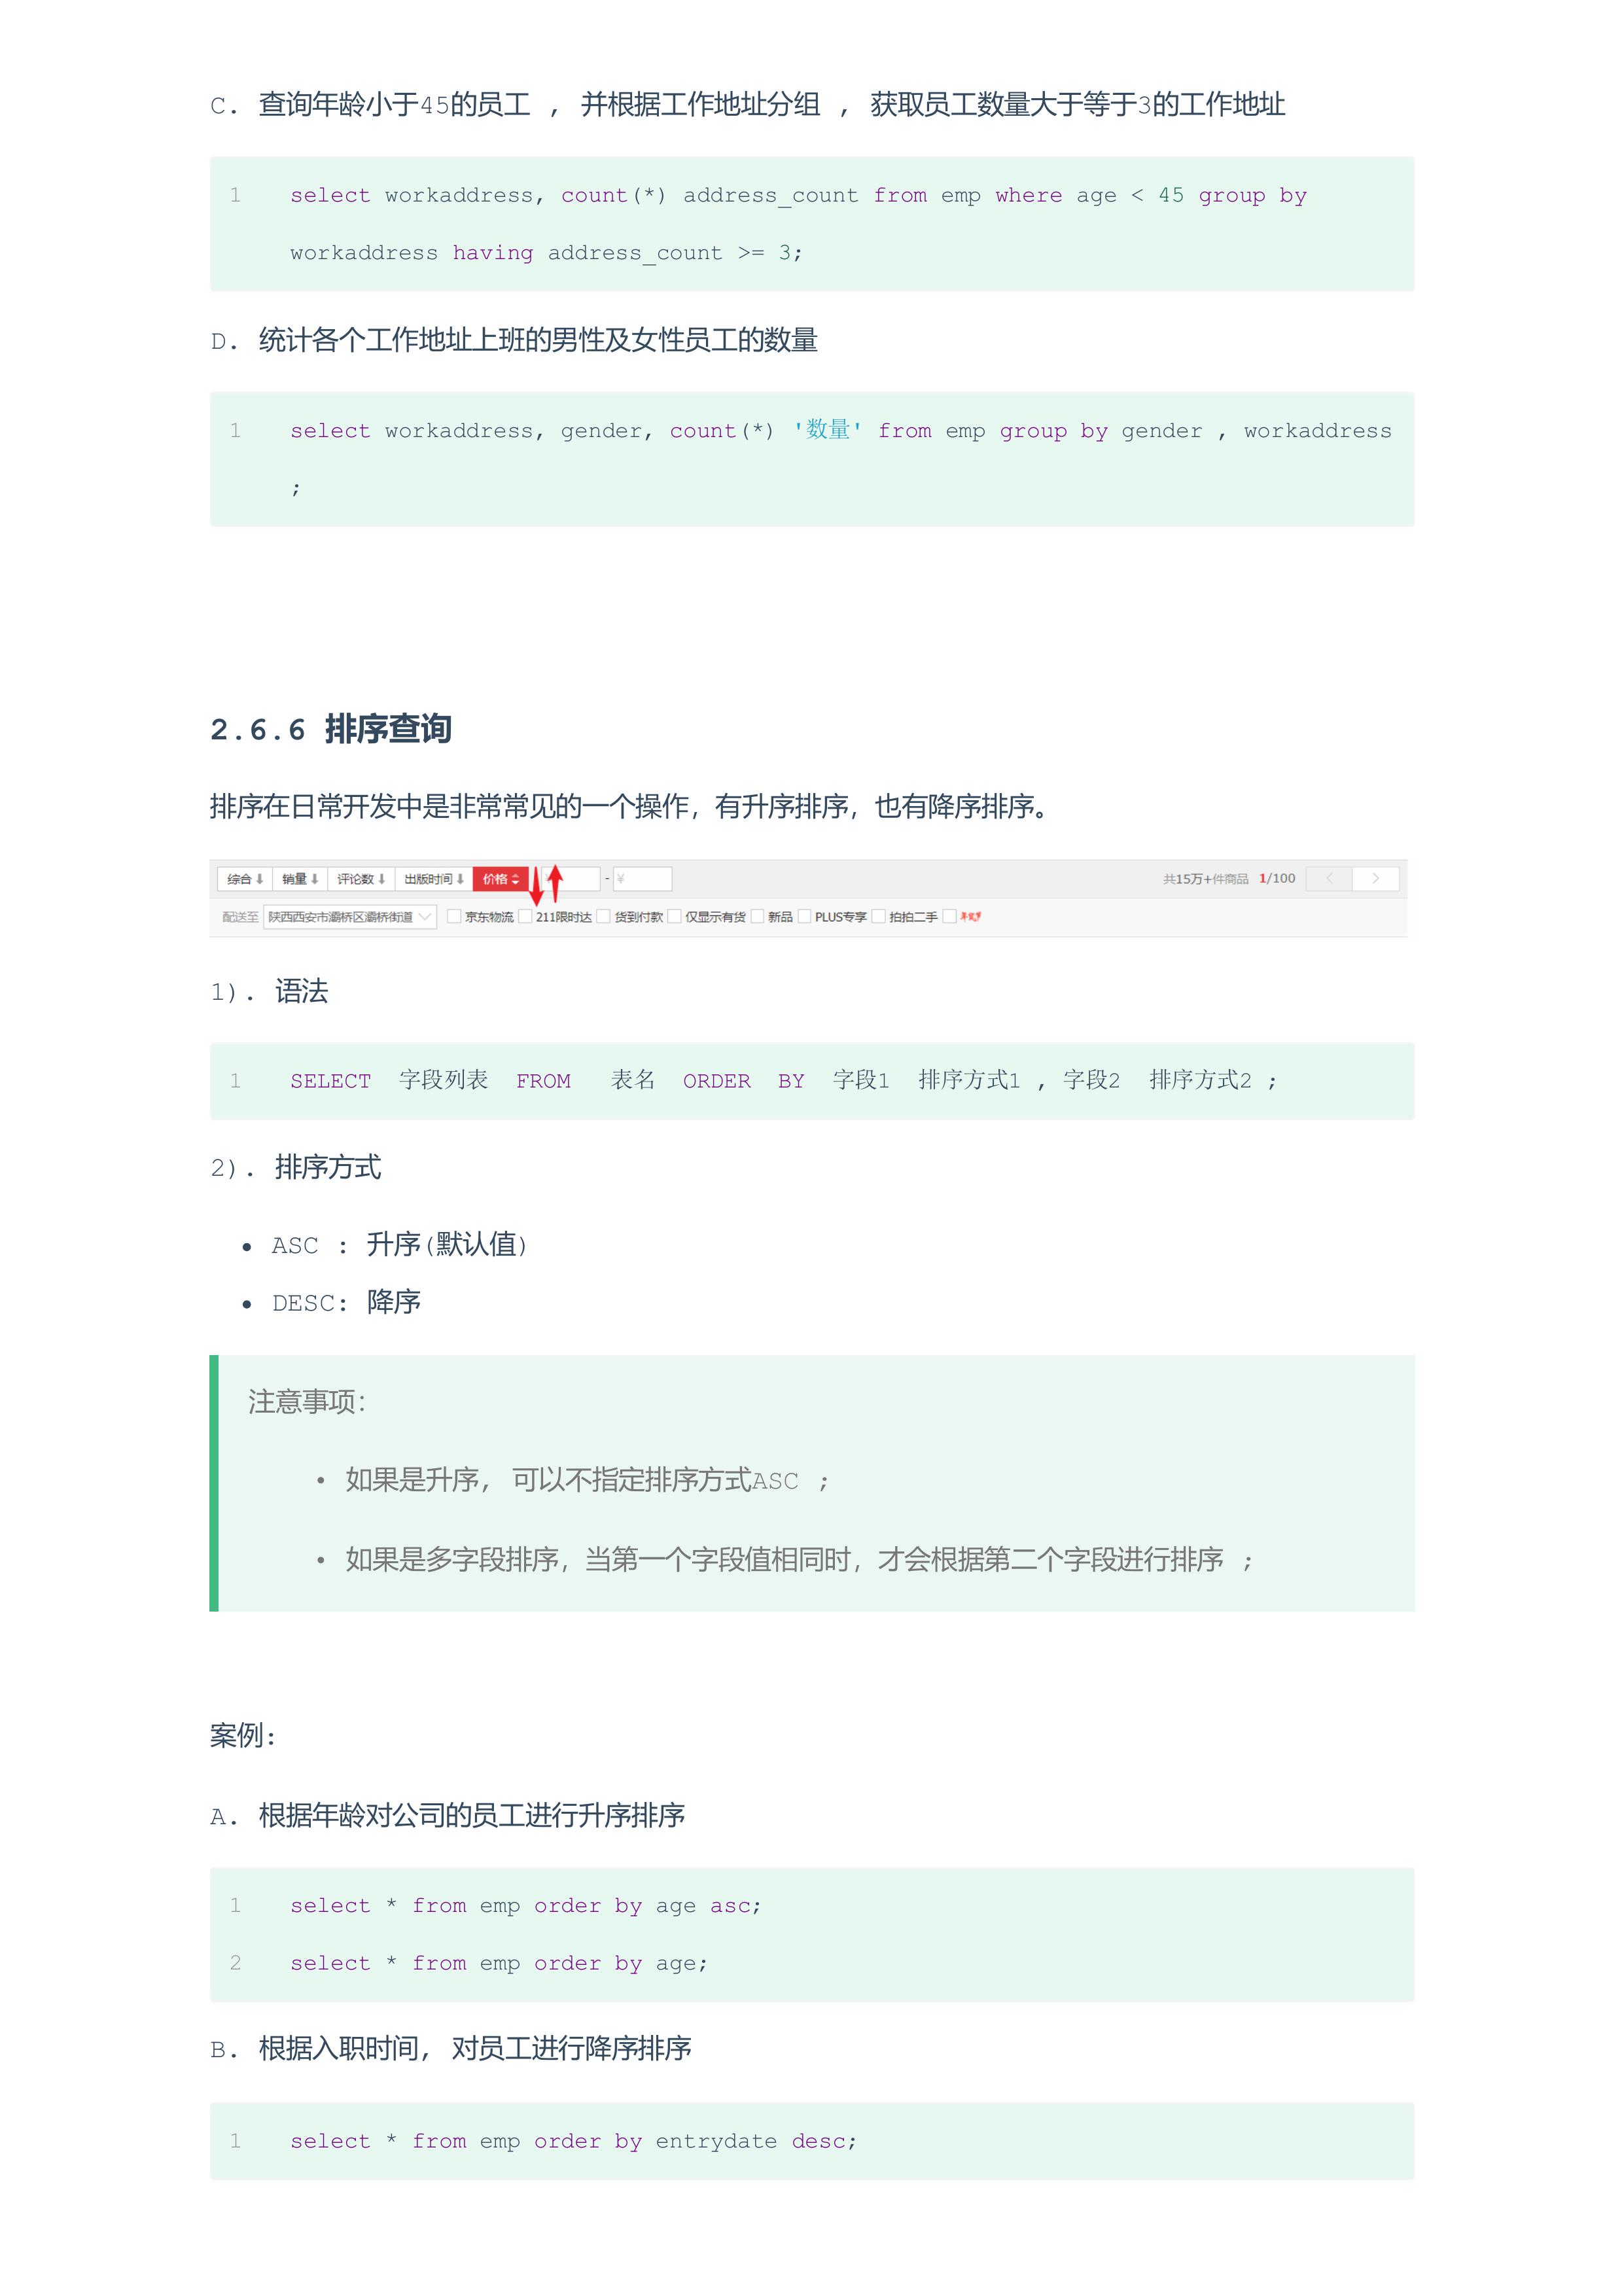 C. 查询年龄小于45的员工 , 并根据工作地址分组 , 获取员工数量大于等于3的工作地址
1 select workaddress, count(*) address_count from emp where age < 45 group by
workaddress having address_count >= 3;
D. 统计各个工作地址上班的男性及女性员工的数量
1 select workaddress, gender, count(*) '数量' from emp group by gender , workaddress
;
2.6.6 排序查询
排序在日常开发中是非常常见的一个操作，有升序排序，也有降序排序。
综合 销量 评论数 出版时间 价格 - ¥ 共15万+件商品 1/100 < >
配送至 陕西西安市灞桥区灞桥街道 京东物流 211限时达 货到付款 仅显示有货 新品 PLUS专享 拍拍二手
1). 语法
1 SELECT 字段列表 FROM 表名 ORDER BY 字段1 排序方式1 , 字段2 排序方式2 ;
2). 排序方式
• ASC : 升序(默认值)
• DESC: 降序
注意事项：
• 如果是升序, 可以不指定排序方式ASC ;
• 如果是多字段排序，当第一个字段值相同时，才会根据第二个字段进行排序 ;
案例:
A. 根据年龄对公司的员工进行升序排序
1 select * from emp order by age asc;
2 select * from emp order by age;
B. 根据入职时间, 对员工进行降序排序
1 select * from emp order by entrydate desc;